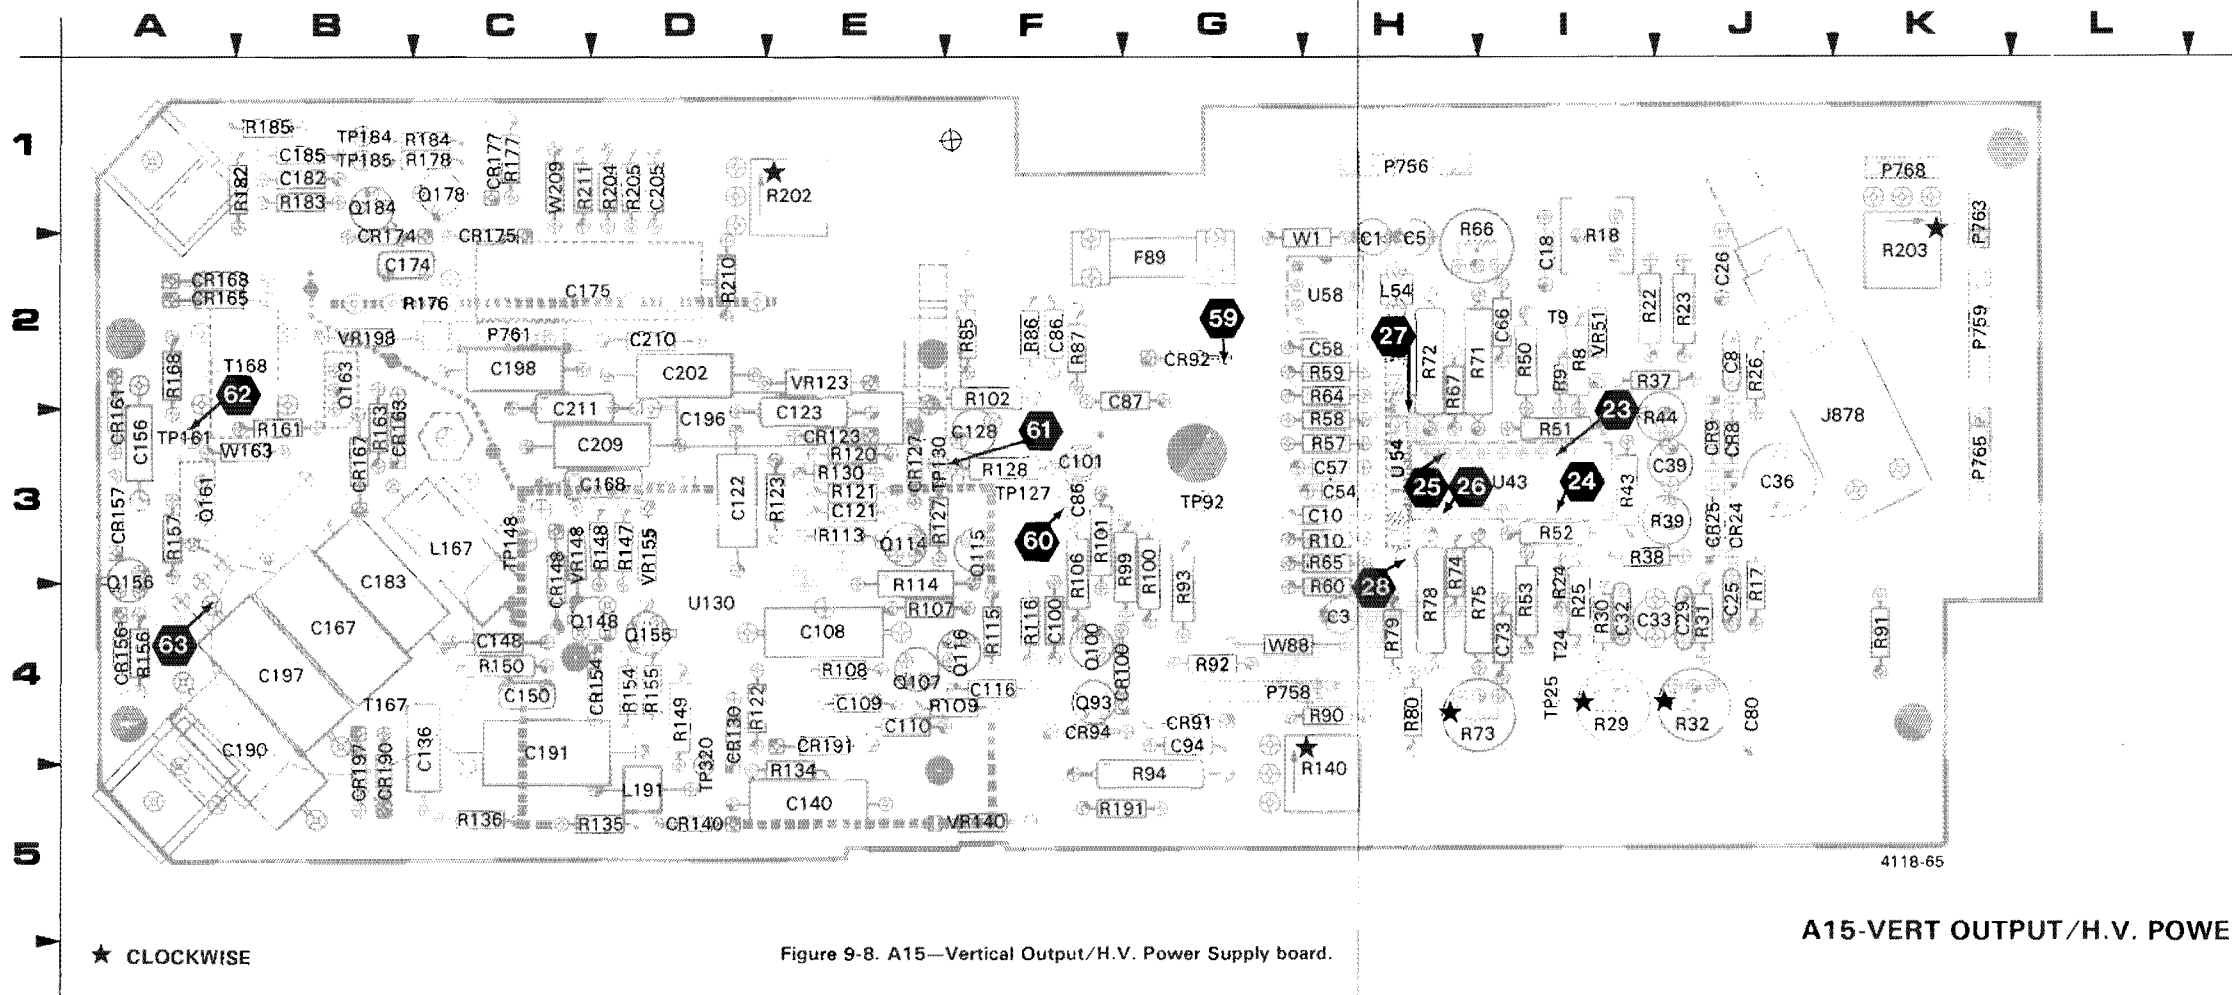 A B C D E F G H I J K L
1
R185 TP184 R184
C185 TP185 R178 CR177 R177
R182 C182 Q178 W209 R211 R204 R205 C205 R202 P756 P768
R183 Q184 P763
CR174 CR175 W1 C1 C5 R66 C18 R18 R203
C174 F89 C26
CR168 C175 R210 U58 L54
CR165 R176 R22 R23
2
59 T9 P759
VR198 P761 C210 R85 R86 C86 R87 27 C66 VR51
T168 C198 C202 CR92 C58 R72 R71 R50 R8 C8 R26
R168 Q163 VR123 R59 R67 R9 R37
62 R163 CR163 C211 C196 C123 R102 C87 R64 23 R44 J878
CR161 C156 TP161 R161 CR123 C128 61 R58 R51 CR9 CR8
W163 CR167 C209 R120 CR127 TP130 R128 C101 R57 U54 C39 P765
R130 C57
3
Q161 C168 C122 R123 R121 TP127 C86 TP92 C54 25 26 U43 24 R43 C36
CR157 C121 R127 C10 R39 CR25 CR24
R157 L167 TP148 R113 Q114 Q115 60 R101 R10 R52
C183 CR148 VR148 R148 R147 VR155 R106 R99 R100 R93 R65 R74 R38
Q156 R114 R60 28 R78 R75 R53 R24 R25 C25 R17
U130 R107 R30 C32 C33 C29 R31
C167 Q148 Q155 C108 R115 R116 C100 C3 R79 R91
63 C148 Q116 Q100 W88 C73 T24
CR156 R156 R150 R108 R92
4
C197 C150 CR154 R154 R155 Q107 C116 CR100 P758
T167 R149 R122 C109 R109 Q93 R90 R80 TP25 C80
C110 CR94 CR91 R73 R29 R32
C190 CR197 CR190 C136 C191 TP320 CR130 CR191 C94
R134 R94 R140
L191 C140 R191
R136 R135 CR140 VR140
5
4118-65
A15-VERT OUTPUT/H.V. POWE
★ CLOCKWISE
Figure 9-8. A15—Vertical Output/H.V. Power Supply board.